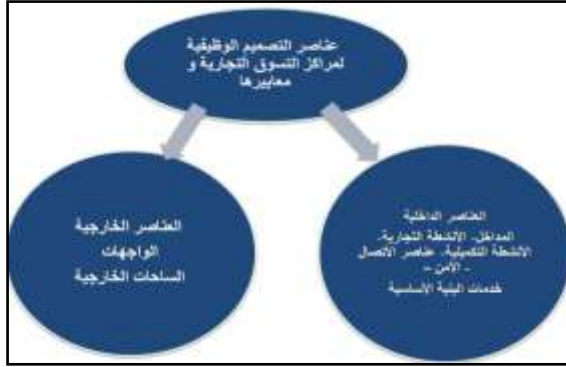 عناصر التصميم الوظيفية
لمراكز التسوق التجارية و
معاييرها
العناصر الداخلية
المداخل. الأنشطة التجارية.
الأنشطة التكميلية. عناصر الأتصال
- الأمن –
خدمات البنية الأساسية
العناصر الخارجية
الواجهات
الساحات الخارجية